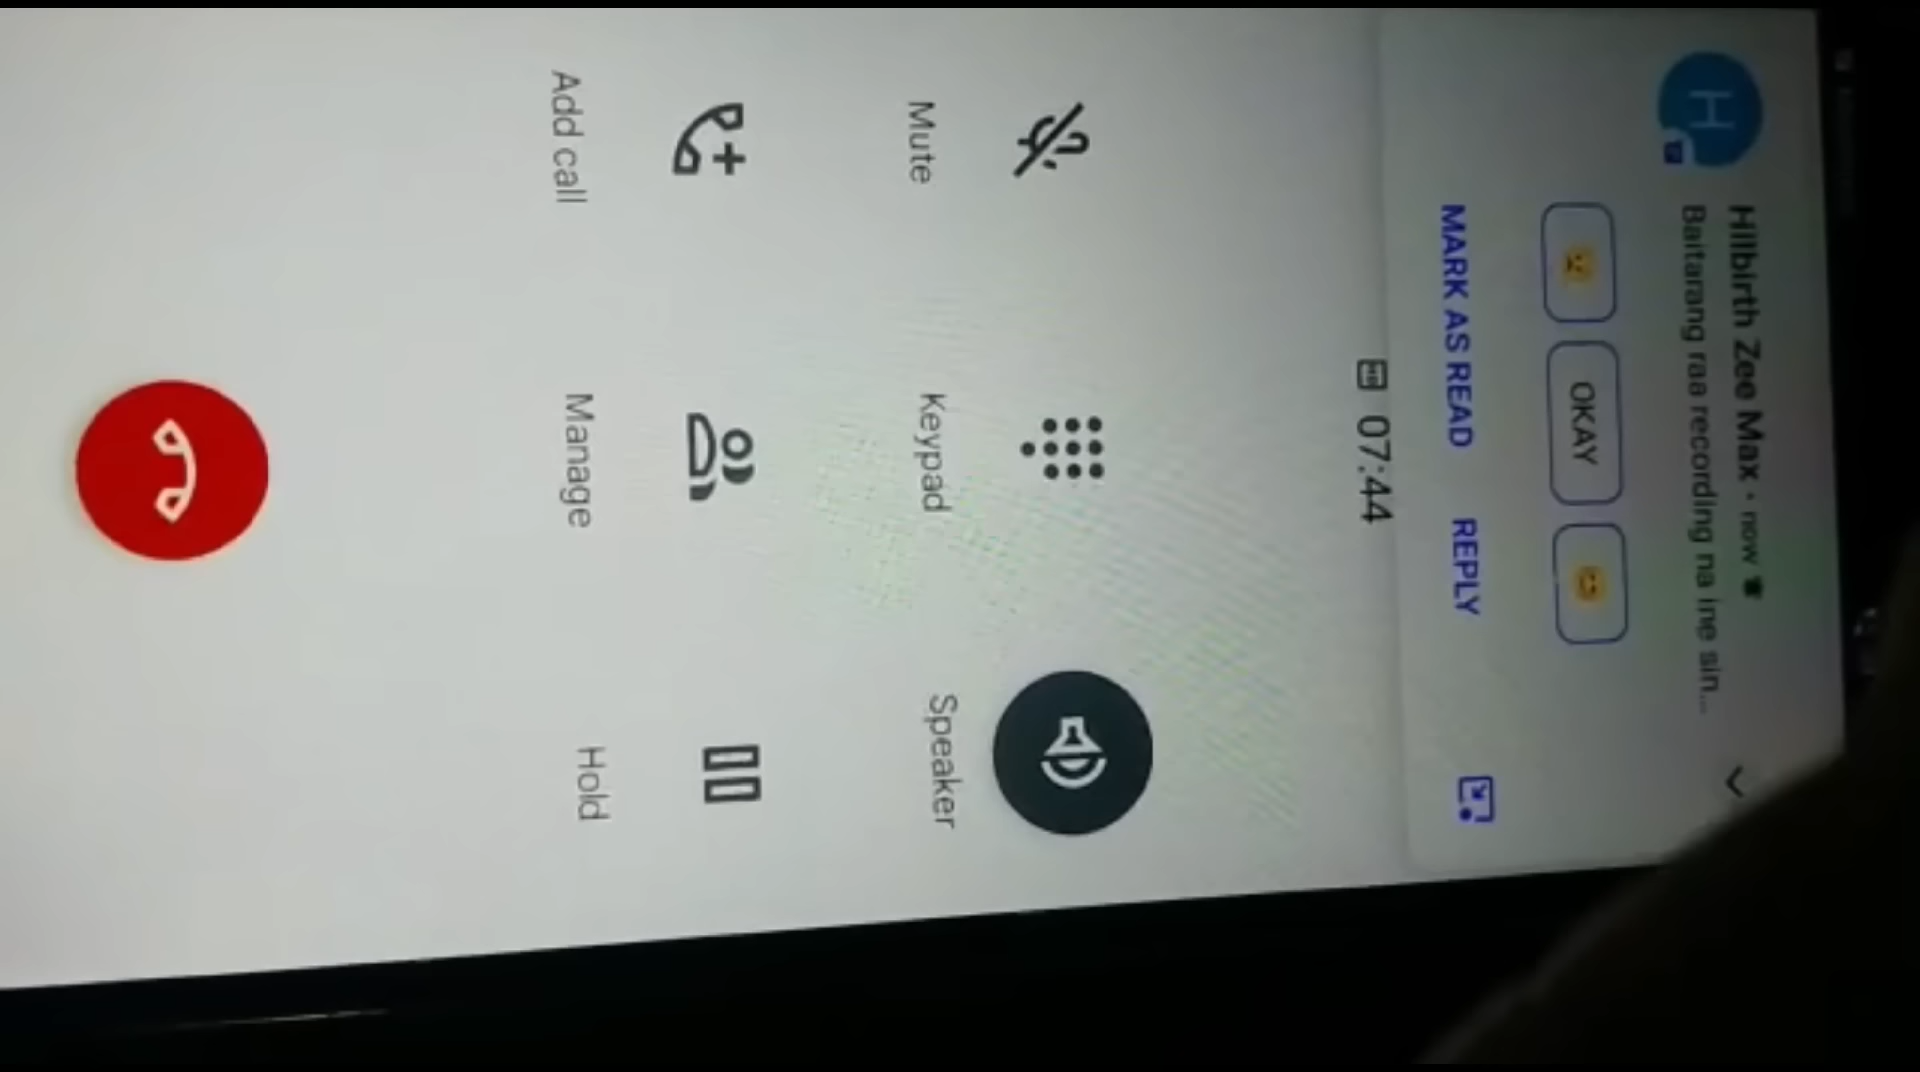 H
Hilbirth Zee Max • now
Baitarang raa recording na ine sin...
OKAY
MARK AS READ REPLY
HD 07:44
Mute Keypad Speaker
Add call Manage Hold